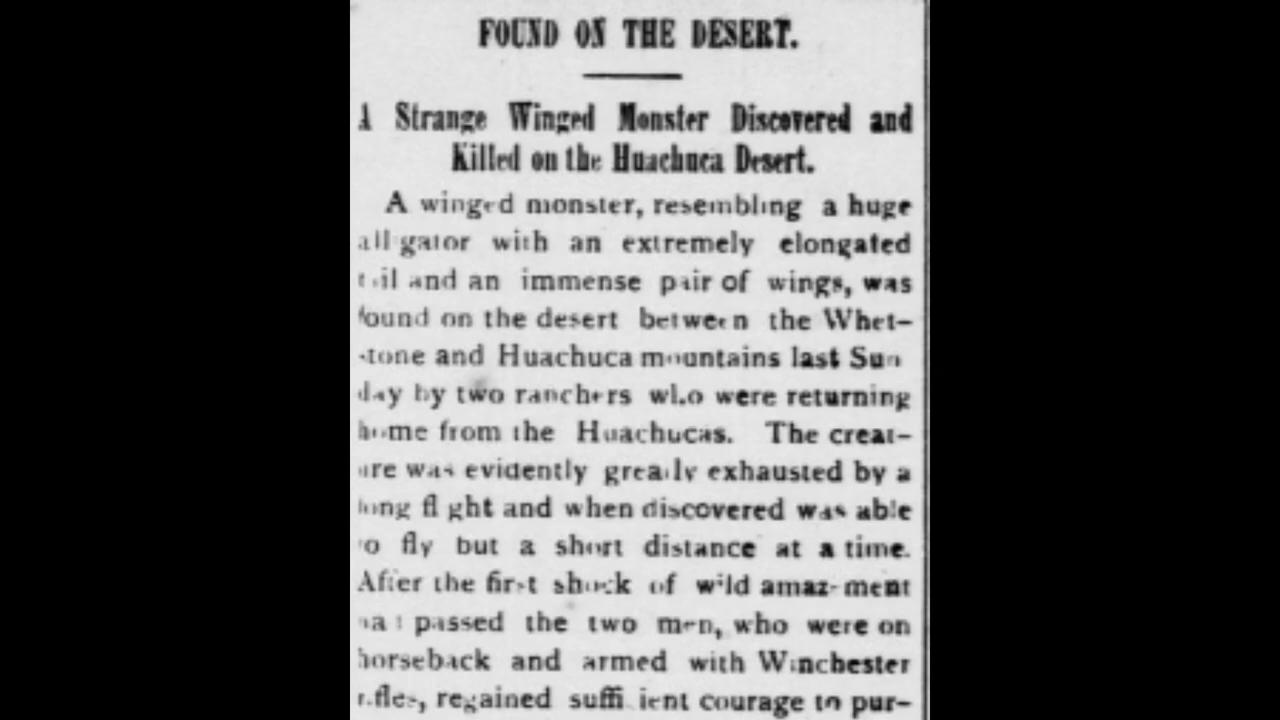 FOUND ON THE DESERT.
A Strange Winged Monster Discovered and
Killed on the Huachuca Desert.
A winged monster, resembling a huge
alligator with an extremely elongated
tail and an immense pair of wings, was
found on the desert between the Whet-
stone and Huachuca mountains last Sun
day by two ranchers who were returning
home from the Huachucas. The creat-
ure was evidently greatly exhausted by a
long flight and when discovered was able
to fly but a short distance at a time.
After the first shock of wild amazement
had passed the two men, who were on
horseback and armed with Winchester
rifles, regained sufficient courage to pur-